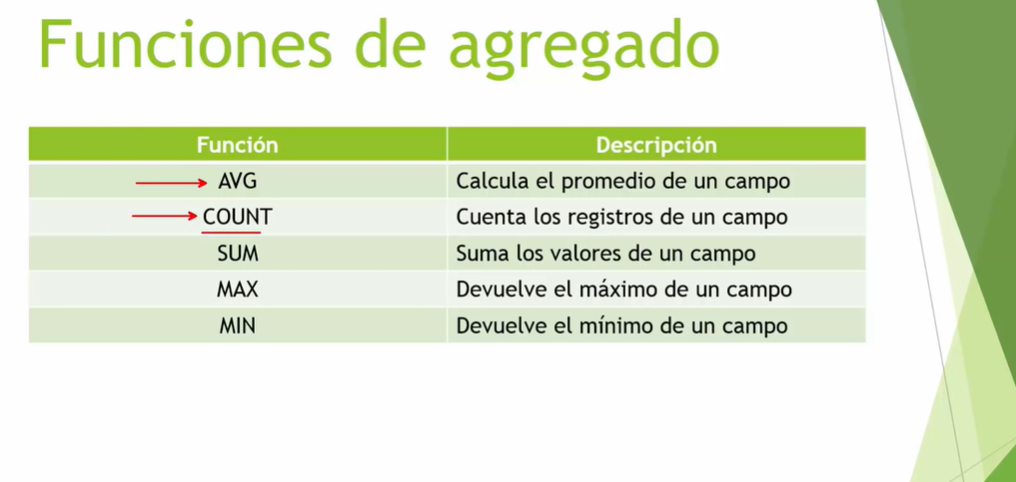 Funciones de agregado
Función Descripción
AVG Calcula el promedio de un campo
COUNT Cuenta los registros de un campo
SUM Suma los valores de un campo
MAX Devuelve el máximo de un campo
MIN Devuelve el mínimo de un campo